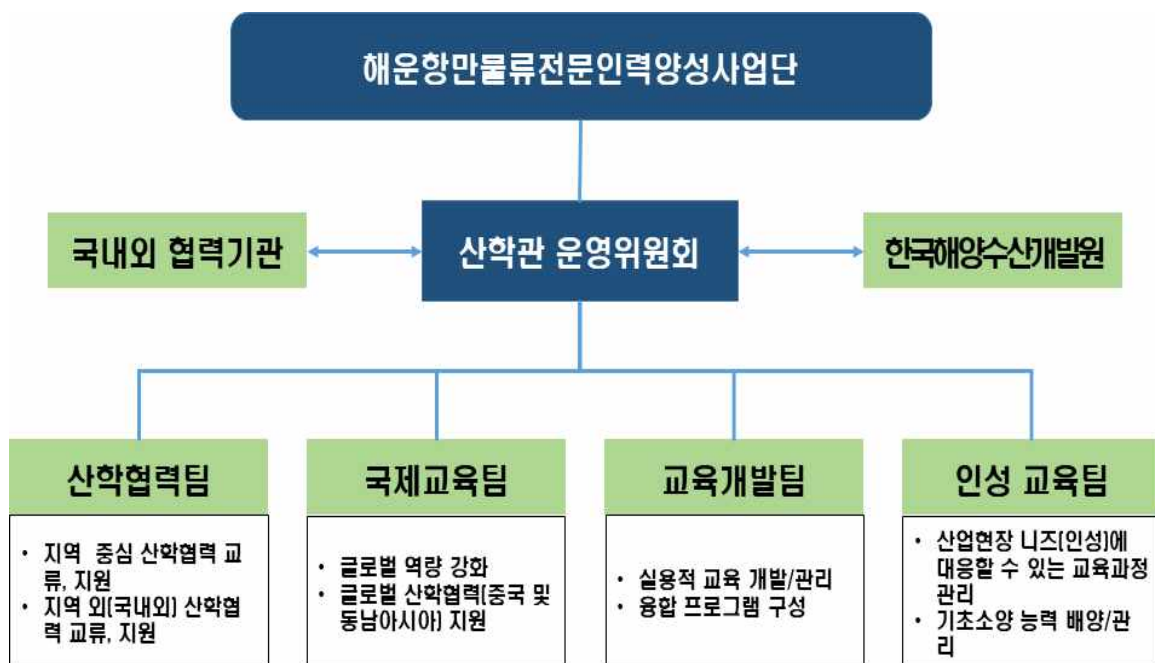 해운항만물류전문인력양성사업단
국내외 협력기관
산학관 운영위원회
한국해양수산개발원
산학협력팀
• 지역 중심 산학협력 교
류, 지원
• 지역 외(국내외) 산학협
력 교류, 지원
국제교육팀
• 글로벌 역량 강화
• 글로벌 산학협력(중국 및
동남아시아) 지원
교육개발팀
• 실용적 교육 개발/관리
• 융합 프로그램 구성
인성 교육팀
• 산업현장 니즈(인성)에
대응할 수 있는 교육과정
관리
• 기초소양 능력 배양/관
리